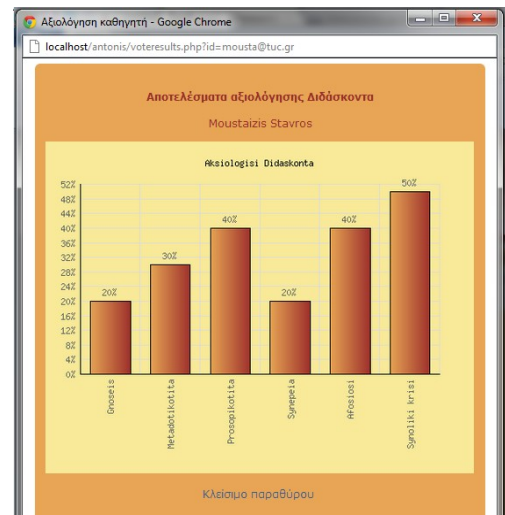 Αξιολόγηση καθηγητή - Google Chrome
localhost/antonis/voteresults.php?id=mousta@tuc.gr
Αποτελέσματα αξιολόγησης Διδάσκοντα
Moustaizis Stavros
Aksiologisi Didaskonta
52%
48%
44%
40%
36%
32%
28%
24%
20%
16%
12%
8%
4%
0%
20%
30%
40%
20%
40%
50%
Gnoseis
Metadotikotita
Prosopikotita
Synepeia
Afosiosi
Synoliki krisi
Κλείσιμο παραθύρου